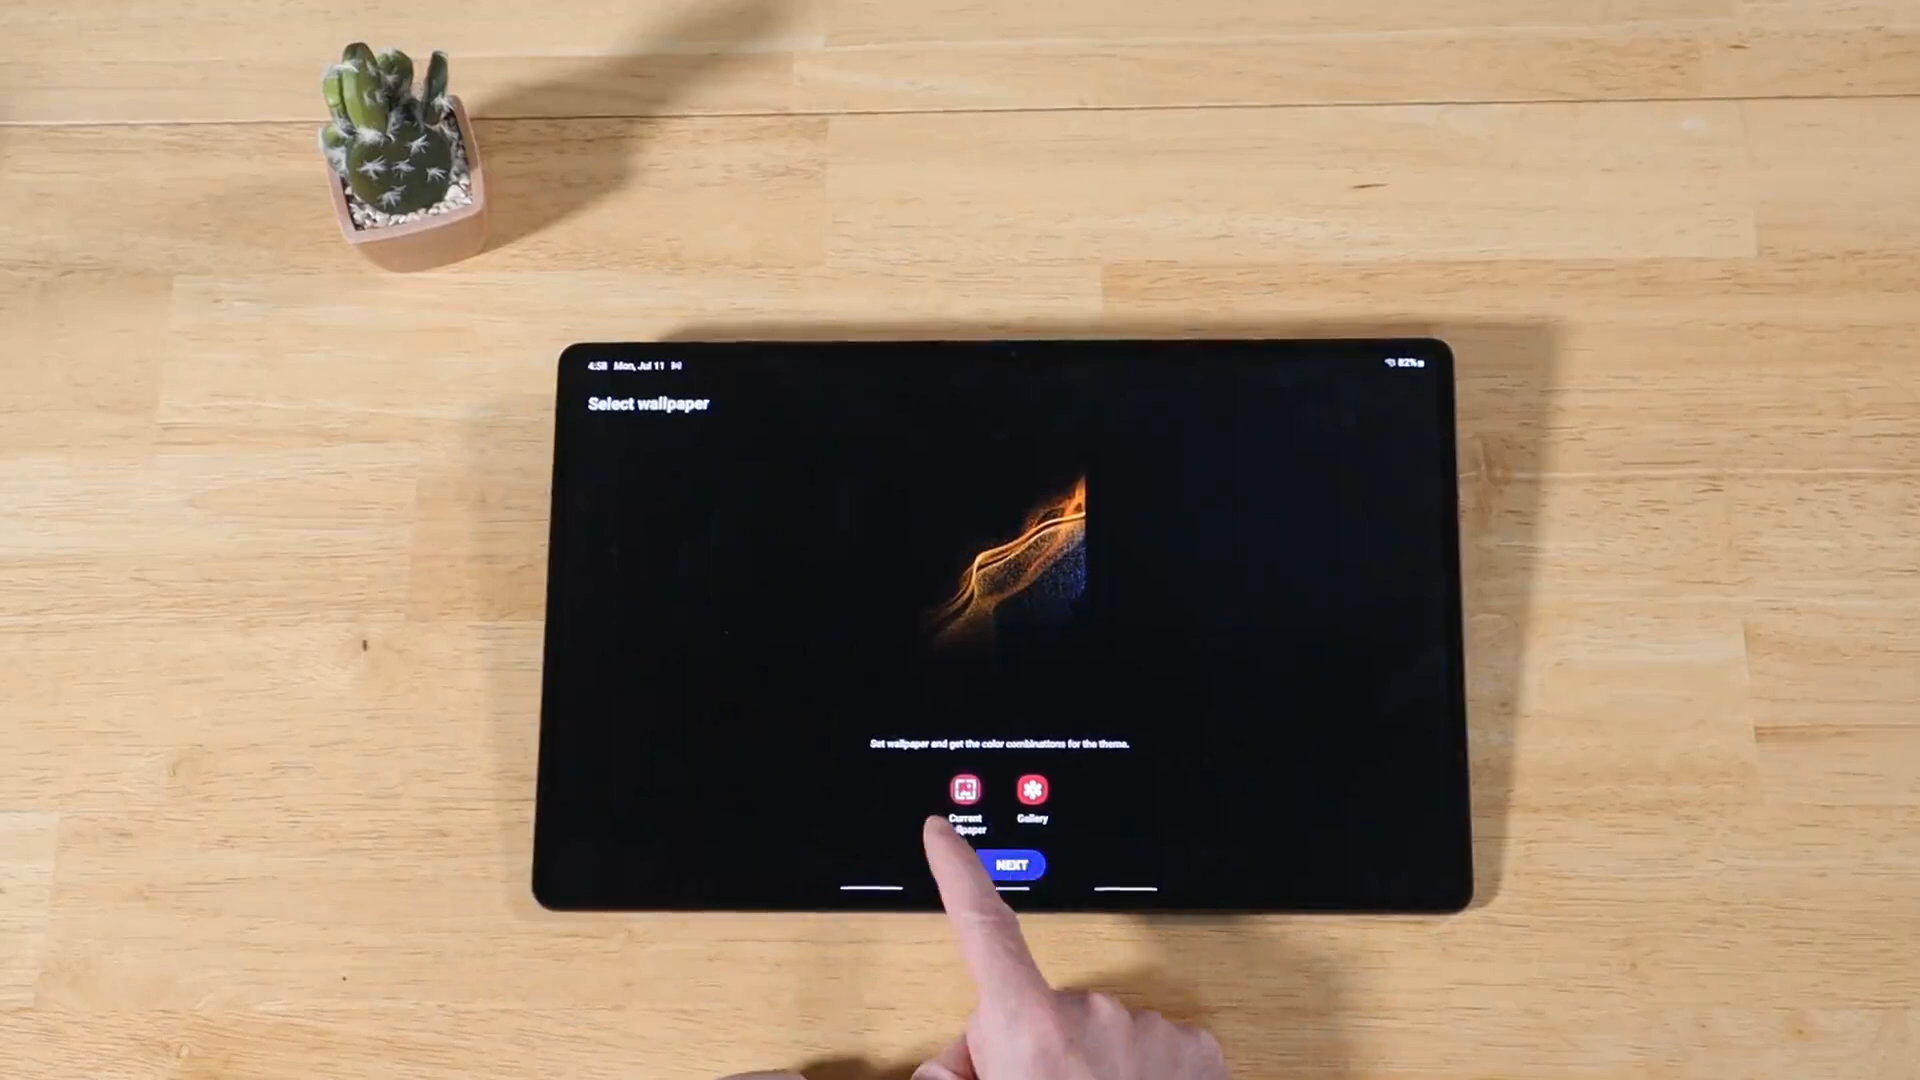 4:58 Mon, Jul 11
82%
Select wallpaper
Set wallpaper and get the color combinations for the theme.
Current
Gallery
NEXT